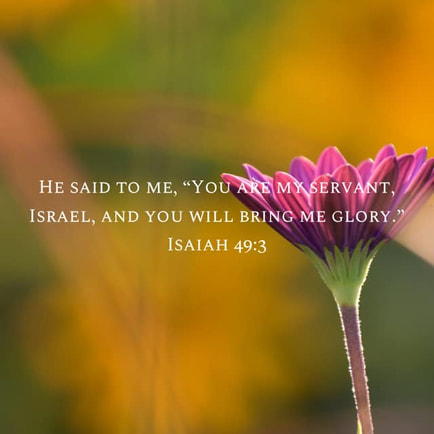 He said to me, “You are my servant,
Israel, and you will bring me glory.”
Isaiah 49:3